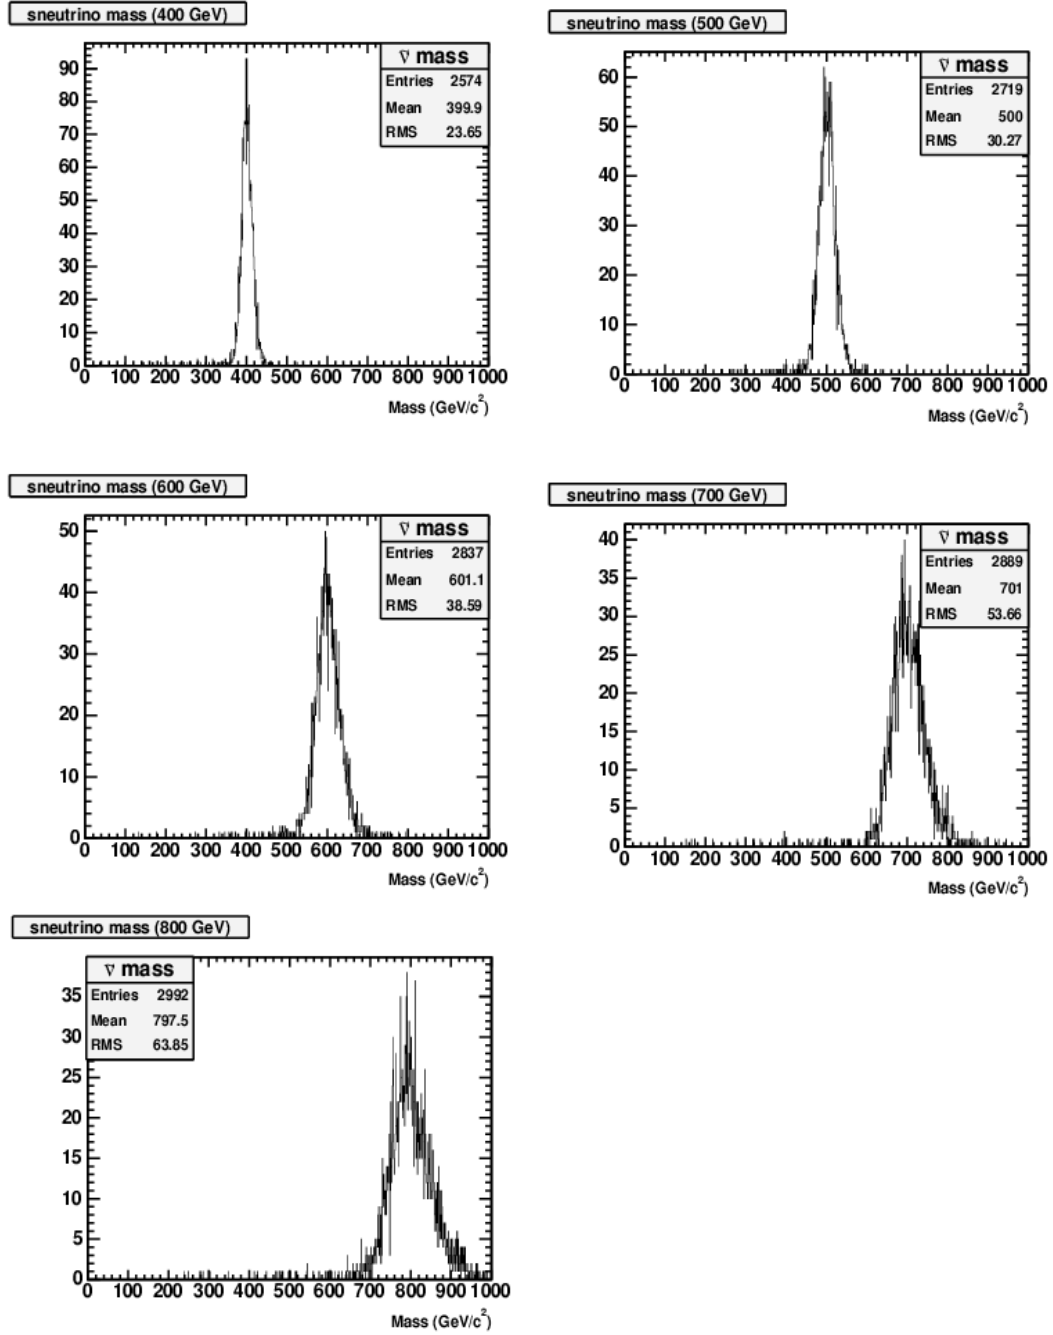 sneutrino mass (400 GeV)
ν̃ mass
Entries 2574
Mean 399.9
RMS 23.65
90
80
70
60
50
40
30
20
10
0
0 100 200 300 400 500 600 700 800 900 1000
Mass (GeV/c²)
sneutrino mass (500 GeV)
ν̃ mass
Entries 2719
Mean 500
RMS 30.27
60
50
40
30
20
10
0
0 100 200 300 400 500 600 700 800 900 1000
Mass (GeV/c²)
sneutrino mass (600 GeV)
ν̃ mass
Entries 2837
Mean 601.1
RMS 38.59
50
40
30
20
10
0
0 100 200 300 400 500 600 700 800 900 1000
Mass (GeV/c²)
sneutrino mass (700 GeV)
ν̃ mass
Entries 2889
Mean 701
RMS 53.66
40
35
30
25
20
15
10
5
0
0 100 200 300 400 500 600 700 800 900 1000
Mass (GeV/c²)
sneutrino mass (800 GeV)
ν̃ mass
Entries 2992
Mean 797.5
RMS 63.85
35
30
25
20
15
10
5
0
0 100 200 300 400 500 600 700 800 900 1000
Mass (GeV/c²)